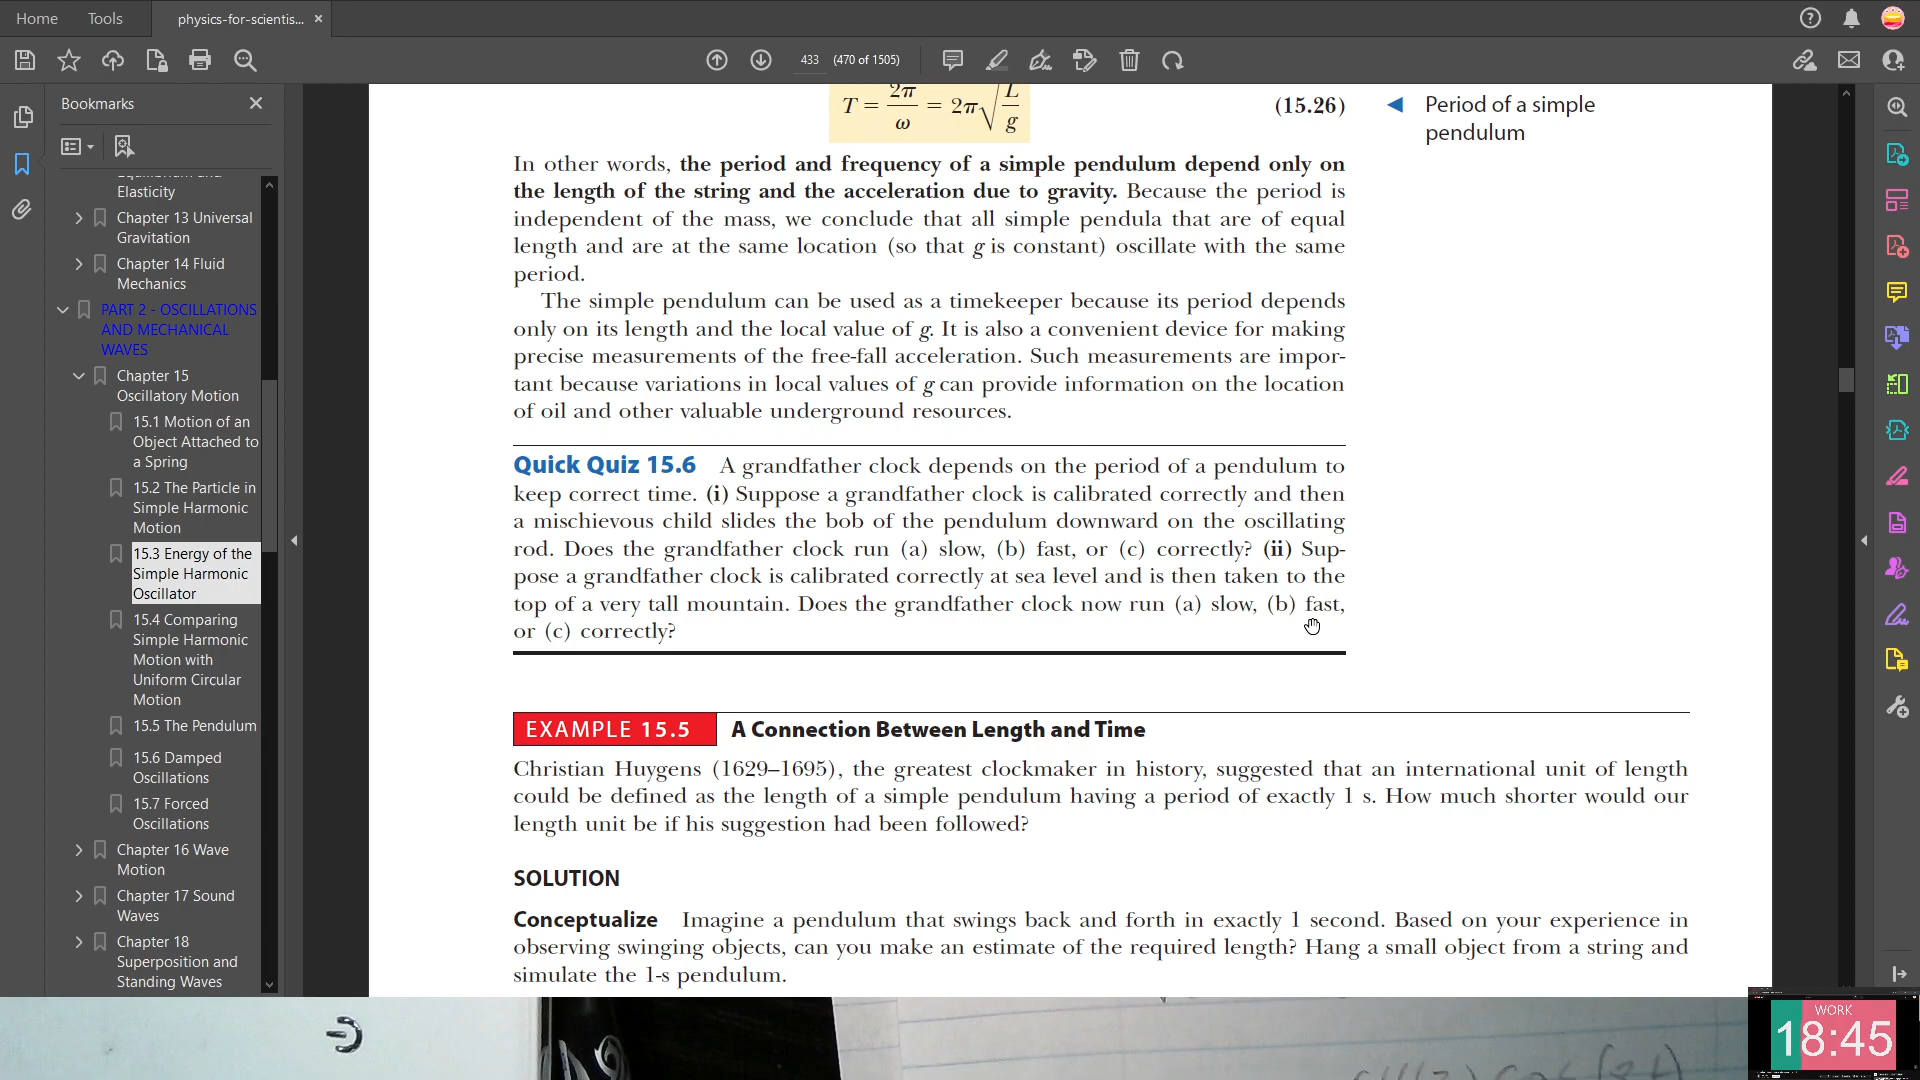 Home
Tools
physics-for-scientis...
433 (470 of 1505)
Bookmarks
Elasticity
Chapter 13 Universal
Gravitation
Chapter 14 Fluid
Mechanics
PART 2 - OSCILLATIONS
AND MECHANICAL
WAVES
Chapter 15
Oscillatory Motion
15.1 Motion of an
Object Attached to
a Spring
15.2 The Particle in
Simple Harmonic
Motion
15.3 Energy of the
Simple Harmonic
Oscillator
15.4 Comparing
Simple Harmonic
Motion with
Uniform Circular
Motion
15.5 The Pendulum
15.6 Damped
Oscillations
15.7 Forced
Oscillations
Chapter 16 Wave
Motion
Chapter 17 Sound
Waves
Chapter 18
Superposition and
Standing Waves
T = 2π/ω = 2π√(L/g) (15.26)
◀ Period of a simple
pendulum
In other words, the period and frequency of a simple pendulum depend only on
the length of the string and the acceleration due to gravity. Because the period is
independent of the mass, we conclude that all simple pendula that are of equal
length and are at the same location (so that g is constant) oscillate with the same
period.
The simple pendulum can be used as a timekeeper because its period depends
only on its length and the local value of g. It is also a convenient device for making
precise measurements of the free-fall acceleration. Such measurements are impor-
tant because variations in local values of g can provide information on the location
of oil and other valuable underground resources.
Quick Quiz 15.6 A grandfather clock depends on the period of a pendulum to
keep correct time. (i) Suppose a grandfather clock is calibrated correctly and then
a mischievous child slides the bob of the pendulum downward on the oscillating
rod. Does the grandfather clock run (a) slow, (b) fast, or (c) correctly? (ii) Sup-
pose a grandfather clock is calibrated correctly at sea level and is then taken to the
top of a very tall mountain. Does the grandfather clock now run (a) slow, (b) fast,
or (c) correctly?
EXAMPLE 15.5 A Connection Between Length and Time
Christian Huygens (1629–1695), the greatest clockmaker in history, suggested that an international unit of length
could be defined as the length of a simple pendulum having a period of exactly 1 s. How much shorter would our
length unit be if his suggestion had been followed?
SOLUTION
Conceptualize Imagine a pendulum that swings back and forth in exactly 1 second. Based on your experience in
observing swinging objects, can you make an estimate of the required length? Hang a small object from a string and
simulate the 1-s pendulum.
WORK
18:45